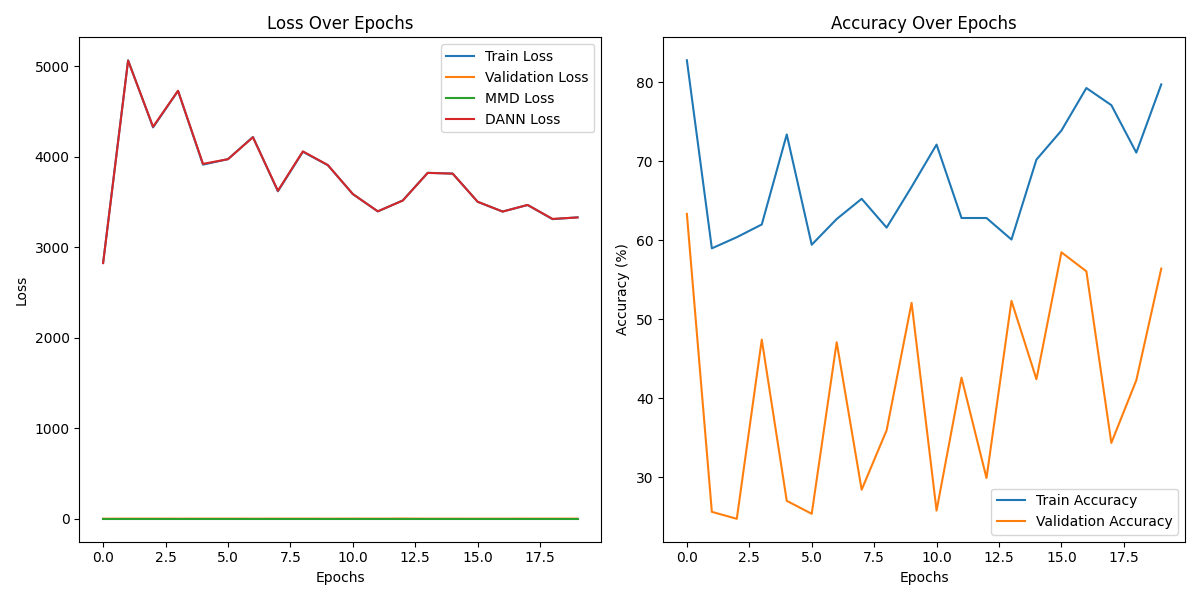 Loss Over Epochs
Train Loss
Validation Loss
MMD Loss
DANN Loss
5000
4000
3000
2000
1000
0
Loss
0.0 2.5 5.0 7.5 10.0 12.5 15.0 17.5
Epochs
Accuracy Over Epochs
80
70
60
50
40
30
Accuracy (%)
Train Accuracy
Validation Accuracy
0.0 2.5 5.0 7.5 10.0 12.5 15.0 17.5
Epochs